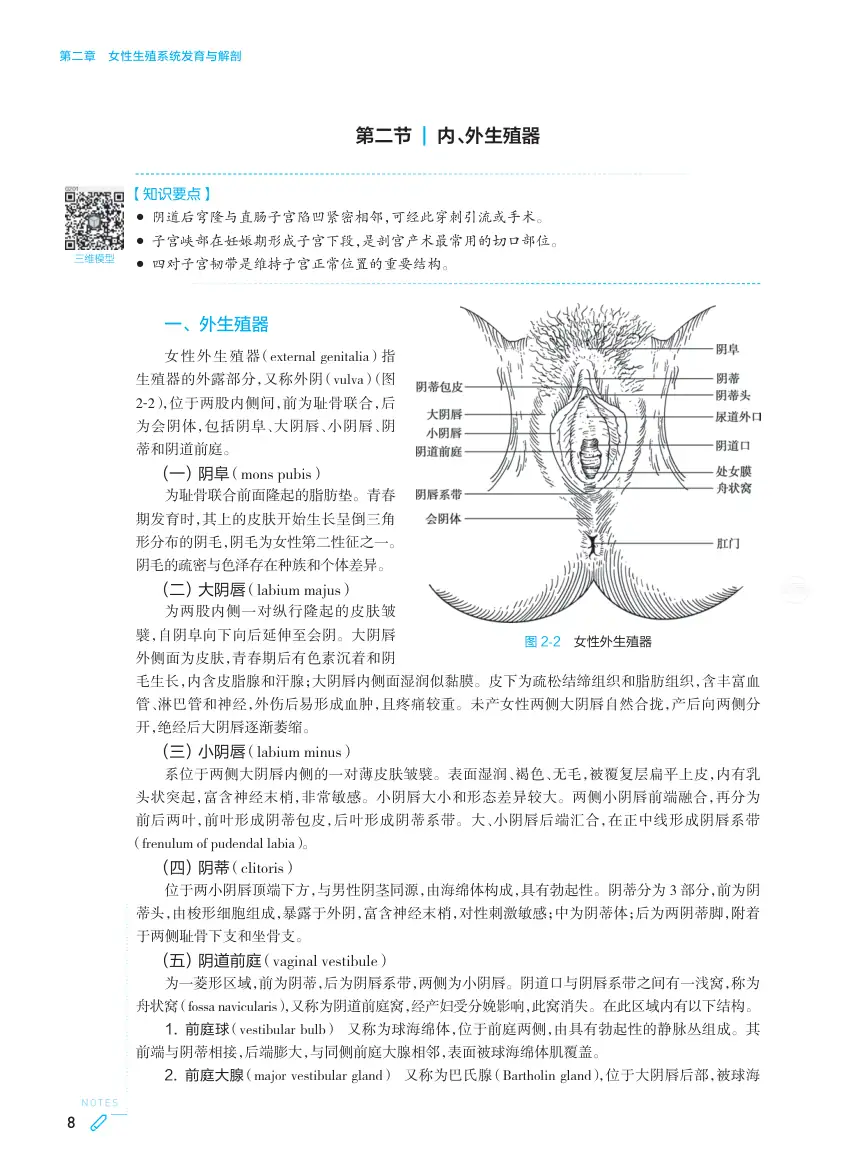 第二章 女性生殖系统发育与解剖
第二节 | 内、外生殖器
0201
三维模型
【知识要点】
● 阴道后穹隆与直肠子宫陷凹紧密相邻,可经此穿刺引流或手术。
● 子宫峡部在妊娠期形成子宫下段,是剖宫产术最常用的切口部位。
● 四对子宫韧带是维持子宫正常位置的重要结构。
一、外生殖器
女性外生殖器(external genitalia)指
生殖器的外露部分,又称外阴(vulva)(图
2-2),位于两股内侧间,前为耻骨联合,后
为会阴体,包括阴阜、大阴唇、小阴唇、阴
蒂和阴道前庭。
(一)阴阜(mons pubis)
为耻骨联合前面隆起的脂肪垫。青春
期发育时,其上的皮肤开始生长呈倒三角
形分布的阴毛,阴毛为女性第二性征之一。
阴毛的疏密与色泽存在种族和个体差异。
(二)大阴唇(labium majus)
为两股内侧一对纵行隆起的皮肤皱
襞,自阴阜向下向后延伸至会阴。大阴唇
外侧面为皮肤,青春期后有色素沉着和阴
阴蒂包皮
大阴唇
小阴唇
阴道前庭
阴唇系带
会阴体
阴阜
阴蒂
阴蒂头
尿道外口
阴道口
处女膜
舟状窝
肛门
图 2-2 女性外生殖器
毛生长,内含皮脂腺和汗腺;大阴唇内侧面湿润似黏膜。皮下为疏松结缔组织和脂肪组织,含丰富血
管、淋巴管和神经,外伤后易形成血肿,且疼痛较重。未产女性两侧大阴唇自然合拢,产后向两侧分
开,绝经后大阴唇逐渐萎缩。
(三)小阴唇(labium minus)
系位于两侧大阴唇内侧的一对薄皮肤皱襞。表面湿润、褐色、无毛,被覆复层扁平上皮,内有乳
头状突起,富含神经末梢,非常敏感。小阴唇大小和形态差异较大。两侧小阴唇前端融合,再分为
前后两叶,前叶形成阴蒂包皮,后叶形成阴蒂系带。大、小阴唇后端汇合,在正中线形成阴唇系带
(frenulum of pudendal labia)。
(四)阴蒂(clitoris)
位于两小阴唇顶端下方,与男性阴茎同源,由海绵体构成,具有勃起性。阴蒂分为 3 部分,前为阴
蒂头,由梭形细胞组成,暴露于外阴,富含神经末梢,对性刺激敏感;中为阴蒂体;后为两阴蒂脚,附着
于两侧耻骨下支和坐骨支。
(五)阴道前庭(vaginal vestibule)
为一菱形区域,前为阴蒂,后为阴唇系带,两侧为小阴唇。阴道口与阴唇系带之间有一浅窝,称为
舟状窝(fossa navicularis),又称为阴道前庭窝,经产妇受分娩影响,此窝消失。在此区域内有以下结构。
1. 前庭球(vestibular bulb) 又称为球海绵体,位于前庭两侧,由具有勃起性的静脉丛组成。其
前端与阴蒂相接,后端膨大,与同侧前庭大腺相邻,表面被球海绵体肌覆盖。
2. 前庭大腺(major vestibular gland) 又称为巴氏腺(Bartholin gland),位于大阴唇后部,被球海
NOTES
8